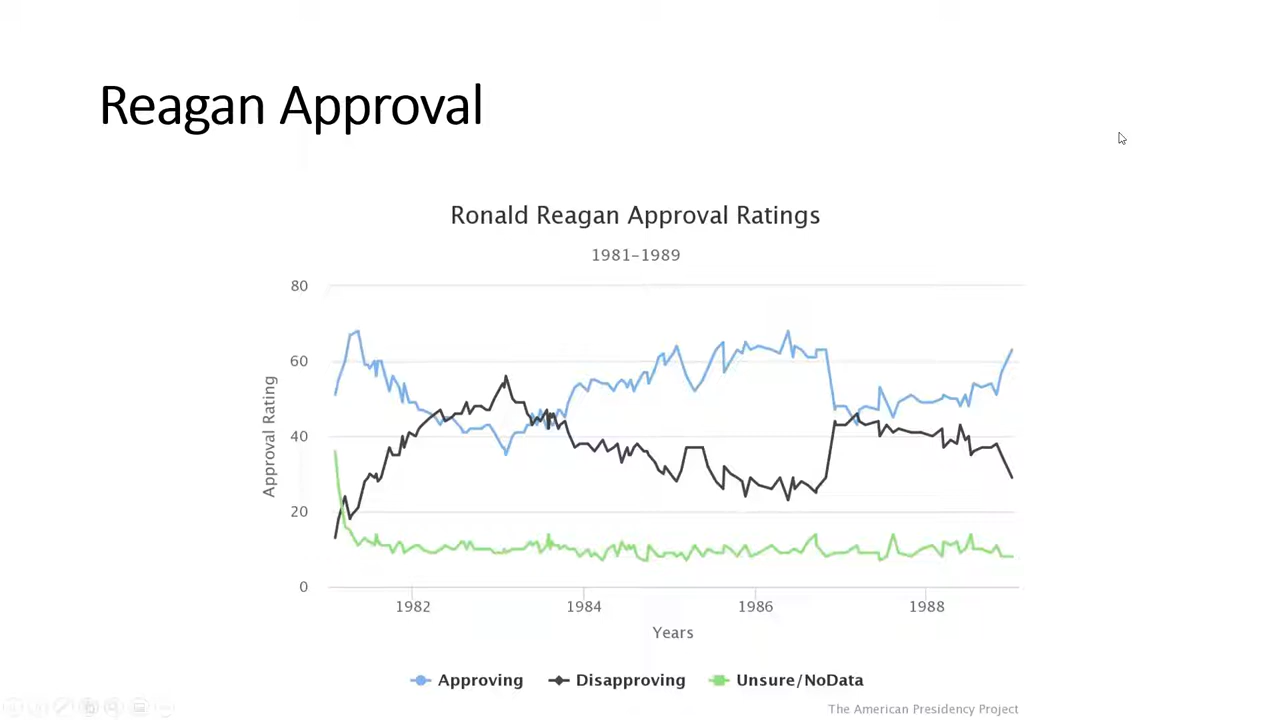 Reagan Approval
Ronald Reagan Approval Ratings
1981-1989
80
60
40
20
0
Approval Rating
1982 1984 1986 1988
Years
Approving Disapproving Unsure/NoData
The American Presidency Project